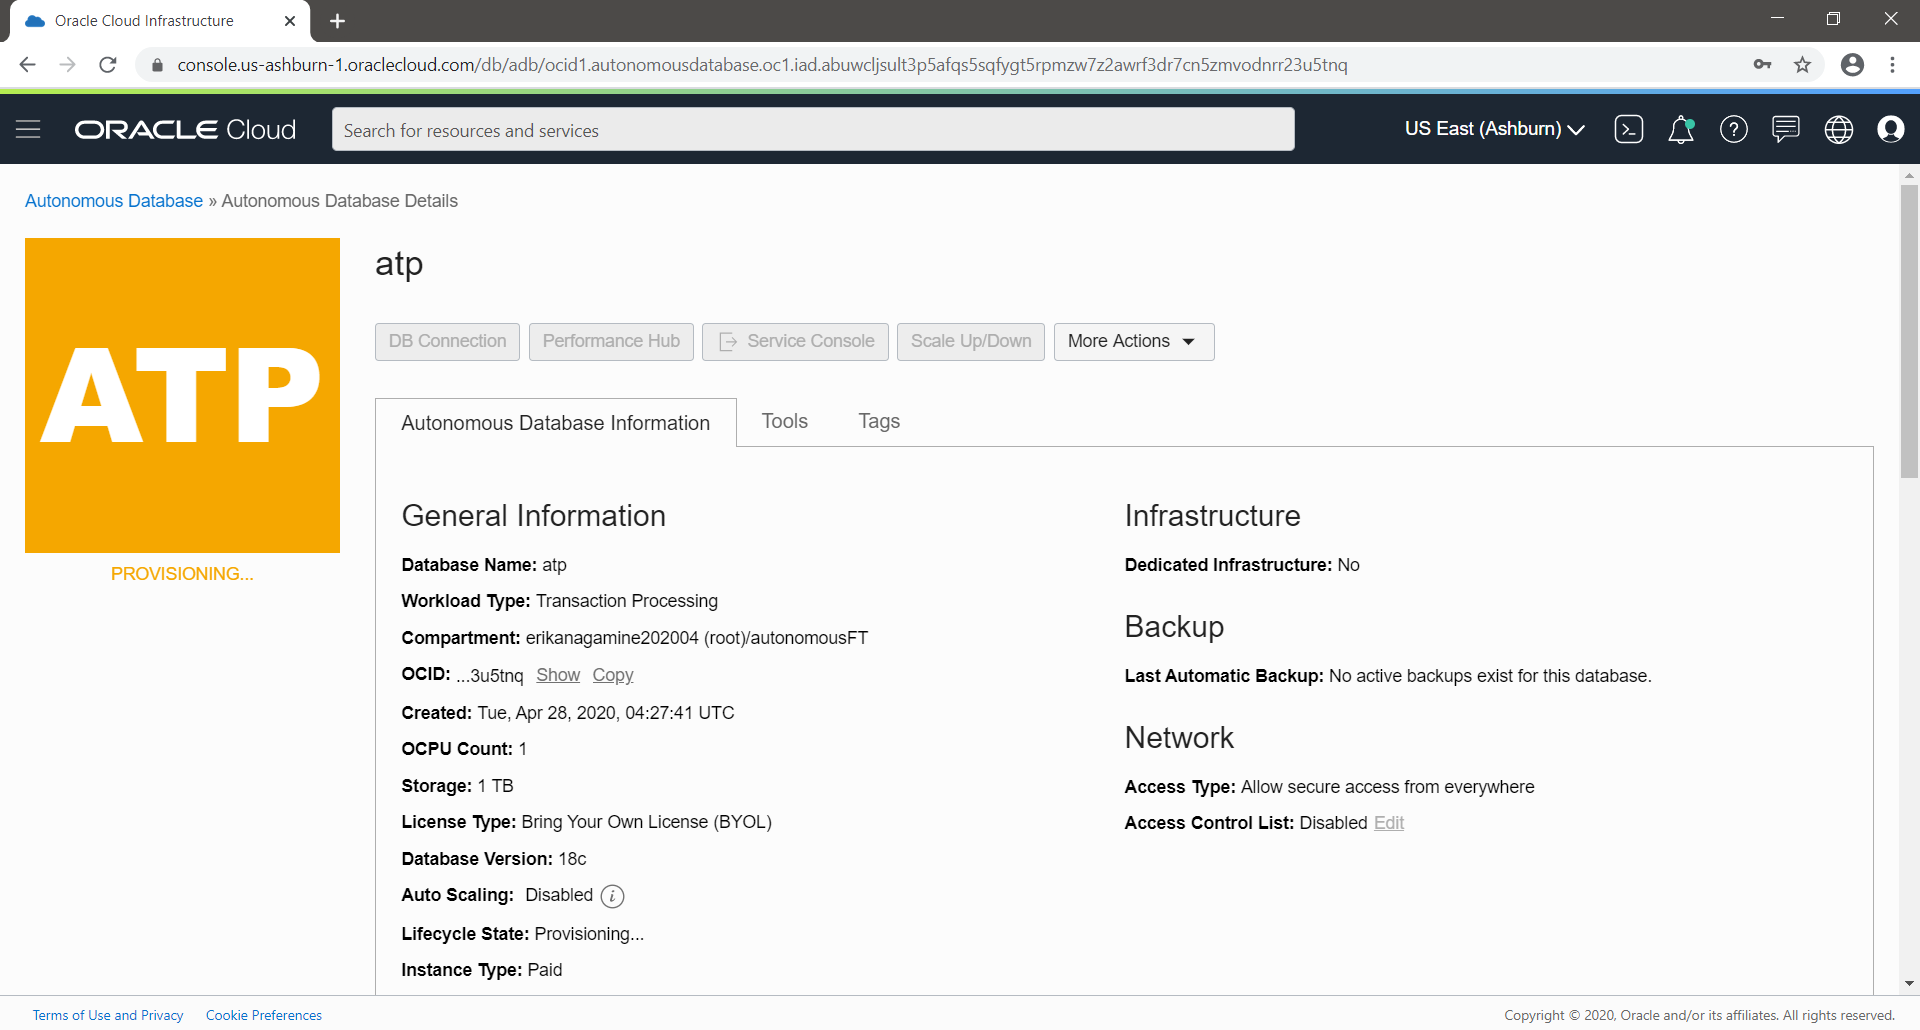 Oracle Cloud Infrastructure
console.us-ashburn-1.oraclecloud.com/db/adb/ocid1.autonomousdatabase.oc1.iad.abuwcljsult3p5afqs5sqfygt5rpmzw7z2awrf3dr7cn5zmvodnrr23u5tnq
ORACLE Cloud
Search for resources and services
US East (Ashburn)
Autonomous Database » Autonomous Database Details
ATP
PROVISIONING...
atp
DB Connection
Performance Hub
Service Console
Scale Up/Down
More Actions
Autonomous Database Information
Tools
Tags
General Information
Database Name: atp
Workload Type: Transaction Processing
Compartment: erikanagamine202004 (root)/autonomousFT
OCID: ...3u5tnq Show Copy
Created: Tue, Apr 28, 2020, 04:27:41 UTC
OCPU Count: 1
Storage: 1 TB
License Type: Bring Your Own License (BYOL)
Database Version: 18c
Auto Scaling: Disabled i
Lifecycle State: Provisioning...
Instance Type: Paid
Infrastructure
Dedicated Infrastructure: No
Backup
Last Automatic Backup: No active backups exist for this database.
Network
Access Type: Allow secure access from everywhere
Access Control List: Disabled Edit
Terms of Use and Privacy
Cookie Preferences
Copyright © 2020, Oracle and/or its affiliates. All rights reserved.